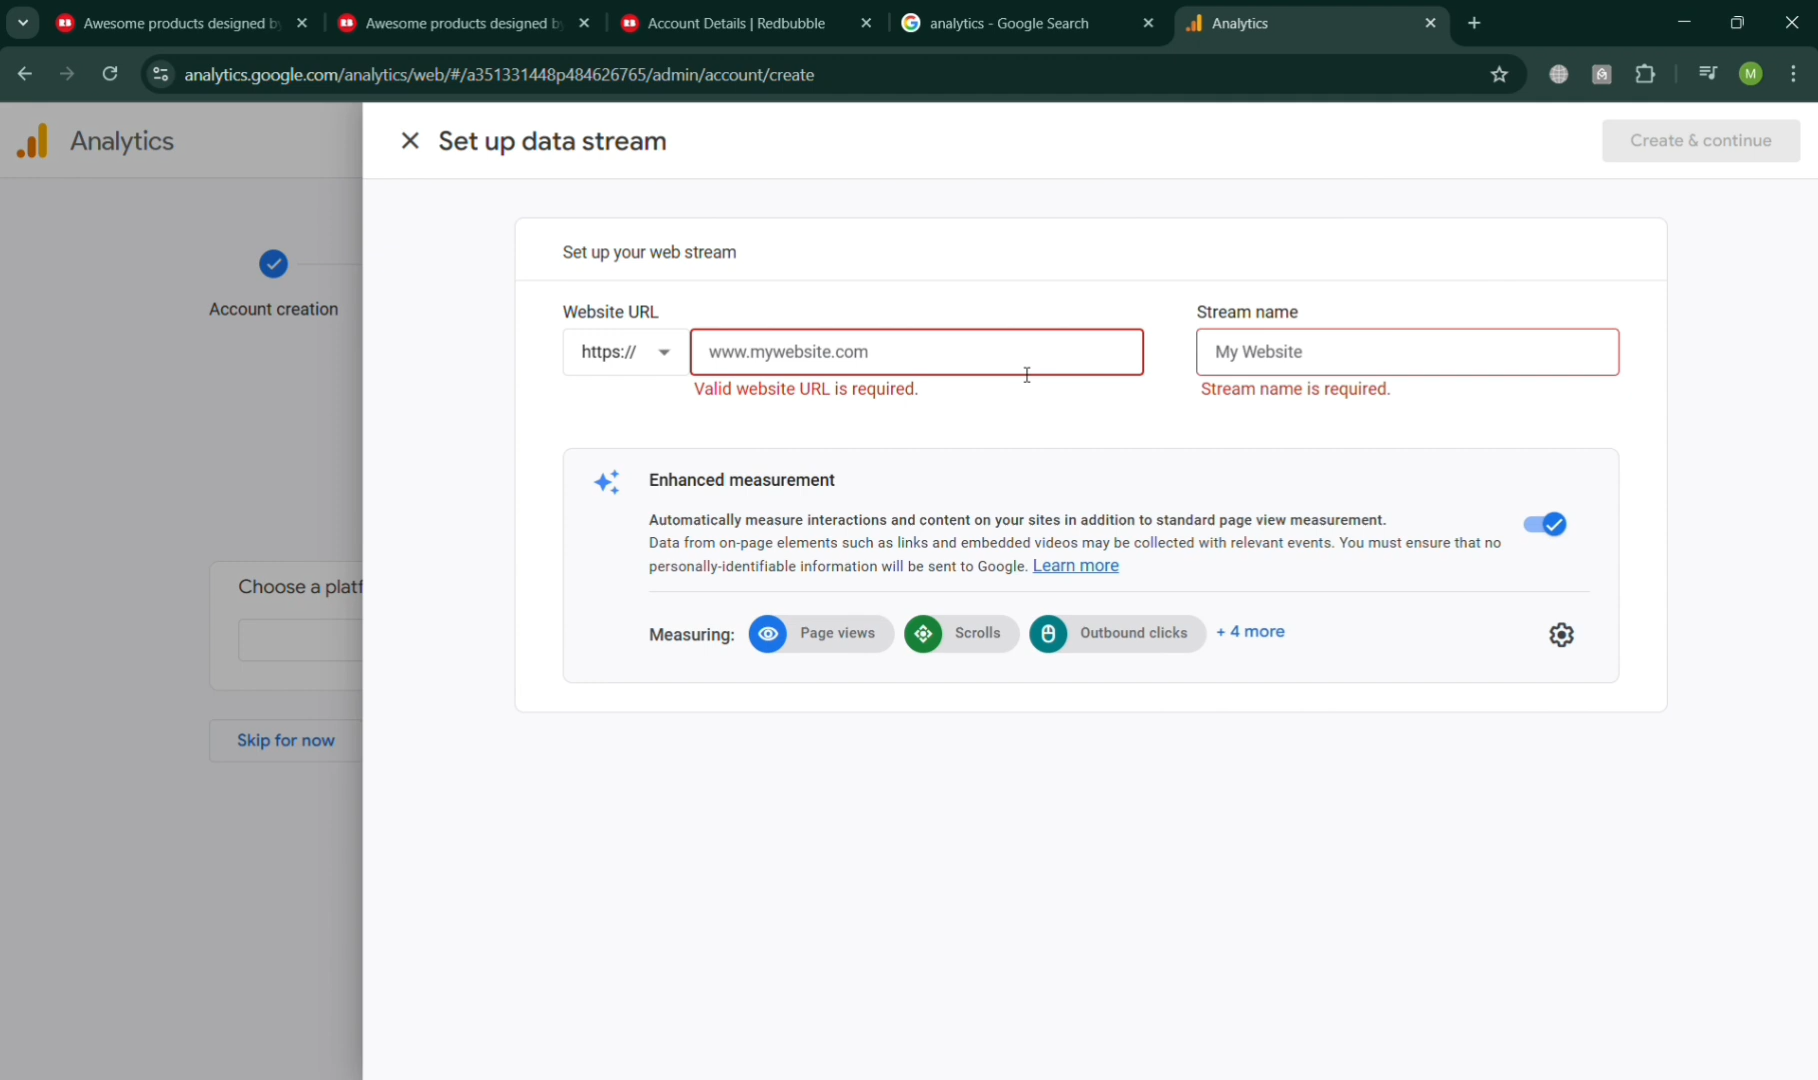 Awesome products designed by
Awesome products designed by
Account Details | Redbubble
analytics - Google Search
Analytics
analytics.google.com/analytics/web/#/a351331448p484626765/admin/account/create
M
Analytics
Set up data stream
Create & continue
Account creation
Set up your web stream
Website URL
Stream name
https://
www.mywebsite.com
My Website
Valid website URL is required.
Stream name is required.
Enhanced measurement
Automatically measure interactions and content on your sites in addition to standard page view measurement.
Data from on-page elements such as links and embedded videos may be collected with relevant events. You must ensure that no
personally-identifiable information will be sent to Google. Learn more
Choose a platf
Measuring: Page views Scrolls Outbound clicks + 4 more
Skip for now